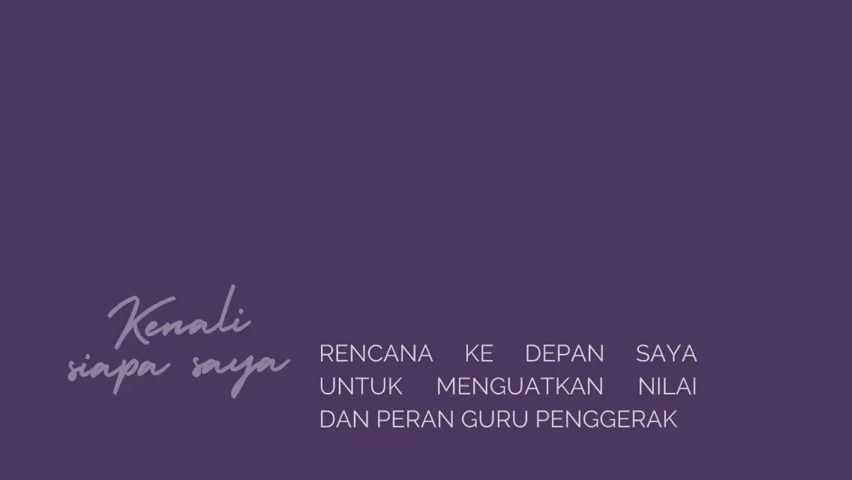 Kenali
siapa saya
RENCANA KE DEPAN SAYA
UNTUK MENGUATKAN NILAI
DAN PERAN GURU PENGGERAK